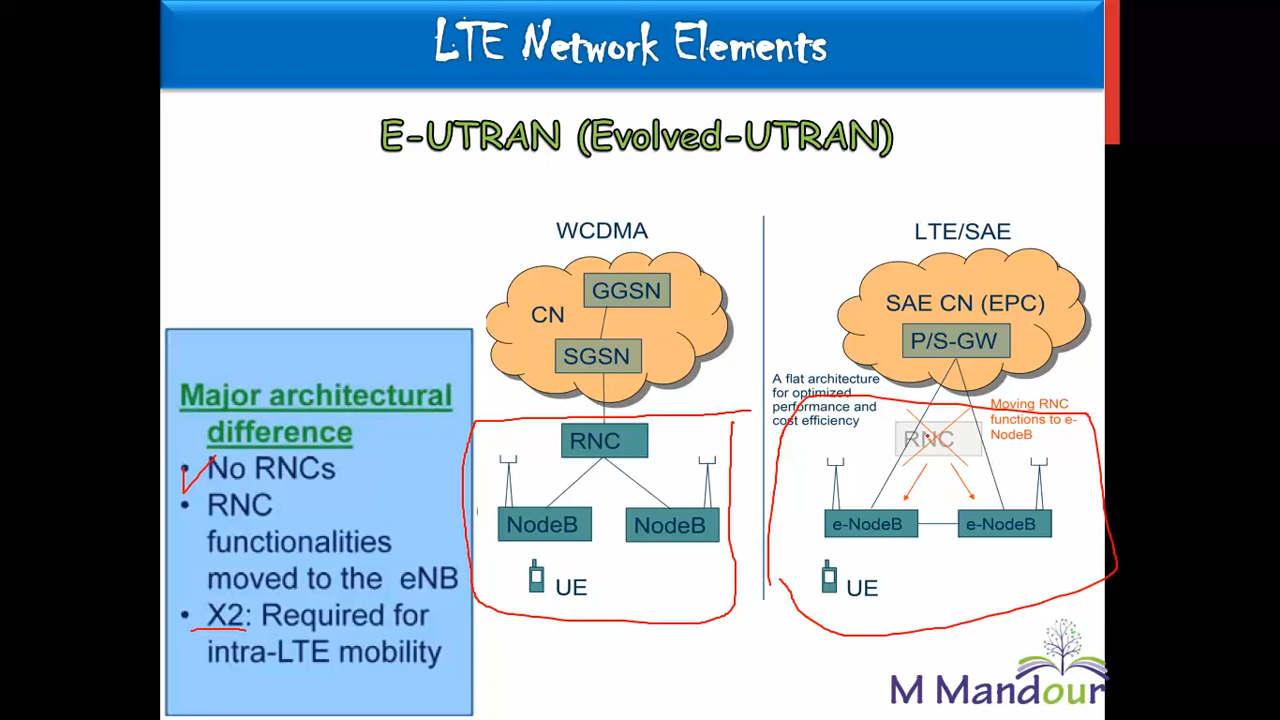 LTE Network Elements
E-UTRAN (Evolved-UTRAN)
Major architectural
difference
• No RNCs
• RNC
functionalities
moved to the eNB
• X2: Required for
intra-LTE mobility
WCDMA
GGSN
CN
SGSN
RNC
NodeB
NodeB
UE
LTE/SAE
SAE CN (EPC)
P/S-GW
A flat architecture
for optimized
performance and
cost efficiency
RNC
Moving RNC
functions to e-
NodeB
e-NodeB
e-NodeB
UE
M Mandour